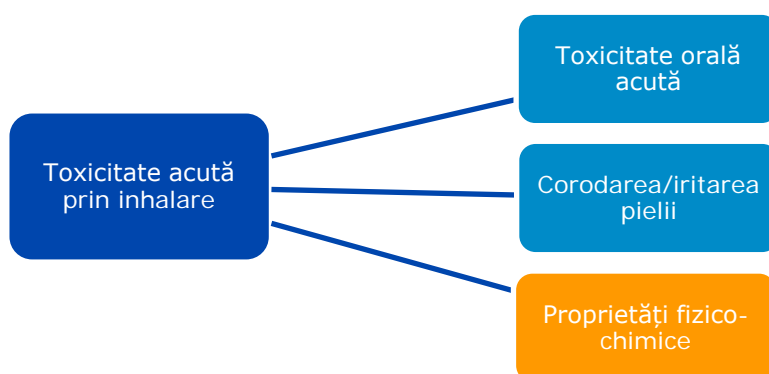 Toxicitate acută
prin inhalare
Toxicitate orală
acută
Corodarea/iritarea
pielii
Proprietăți fizico-
chimice